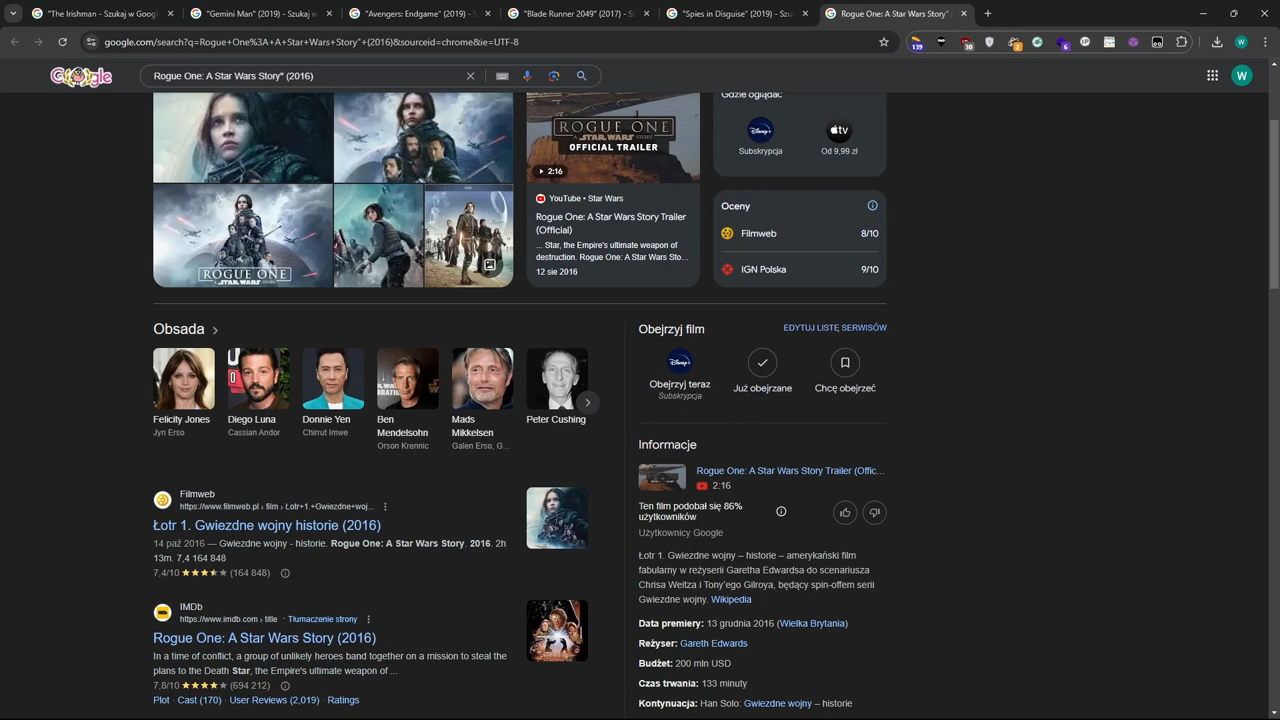 "The Irishman - Szukaj w Goog
"Gemini Man" (2019) - Szukaj w
"Avengers: Endgame" (2019) -
"Blade Runner 2049" (2017) - Sz
"Spies in Disguise" (2019) - Szu
Rogue One: A Star Wars Story"
google.com/search?q=Rogue+One%3A+A+Star+Wars+Story"+(2016)&sourceid=chrome&ie=UTF-8
139
30
2
6
W
Google
Rogue One: A Star Wars Story" (2016)
W
ROGUE ONE
A STAR WARS STORY
OFFICIAL TRAILER
2:16
YouTube • Star Wars
Rogue One: A Star Wars Story Trailer
(Official)
... Star, the Empire's ultimate weapon of
destruction. Rogue One: A Star Wars Sto...
12 sie 2016
ROGUE ONE
Gdzie oglądać
Disney+
tv
Subskrypcja
Od 9,99 zł
Oceny
Filmweb
8/10
IGN Polska
9/10
Obsada
Felicity Jones
Jyn Erso
Diego Luna
Cassian Andor
Donnie Yen
Chirrut Imwe
Ben
Mendelsohn
Orson Krennic
Mads
Mikkelsen
Galen Erso, G...
Peter Cushing
Filmweb
https://www.filmweb.pl › film › Łotr+1.+Gwiezdne+woj...
Łotr 1. Gwiezdne wojny historie (2016)
14 paź 2016 — Gwiezdne wojny - historie. Rogue One: A Star Wars Story. 2016. 2h
13m. 7,4 164 848
7,4/10 (164 848)
IMDb
https://www.imdb.com › title · Tłumaczenie strony
Rogue One: A Star Wars Story (2016)
In a time of conflict, a group of unlikely heroes band together on a mission to steal the
plans to the Death Star, the Empire's ultimate weapon of ...
7,8/10 (694 212)
Plot · Cast (170) · User Reviews (2,019) · Ratings
Obejrzyj film
EDYTUJ LISTĘ SERWISÓW
Disney+
Obejrzyj teraz
Subskrypcja
Już obejrzane
Chcę obejrzeć
Informacje
Rogue One: A Star Wars Story Trailer (Offic...
2:16
Ten film podobał się 86%
użytkowników
Użytkownicy Google
Łotr 1. Gwiezdne wojny – historie – amerykański film
fabularny w reżyserii Garetha Edwardsa do scenariusza
Chrisa Weitza i Tony'ego Gilroya, będący spin-offem serii
Gwiezdne wojny. Wikipedia
Data premiery: 13 grudnia 2016 (Wielka Brytania)
Reżyser: Gareth Edwards
Budżet: 200 mln USD
Czas trwania: 133 minuty
Kontynuacja: Han Solo: Gwiezdne wojny – historie